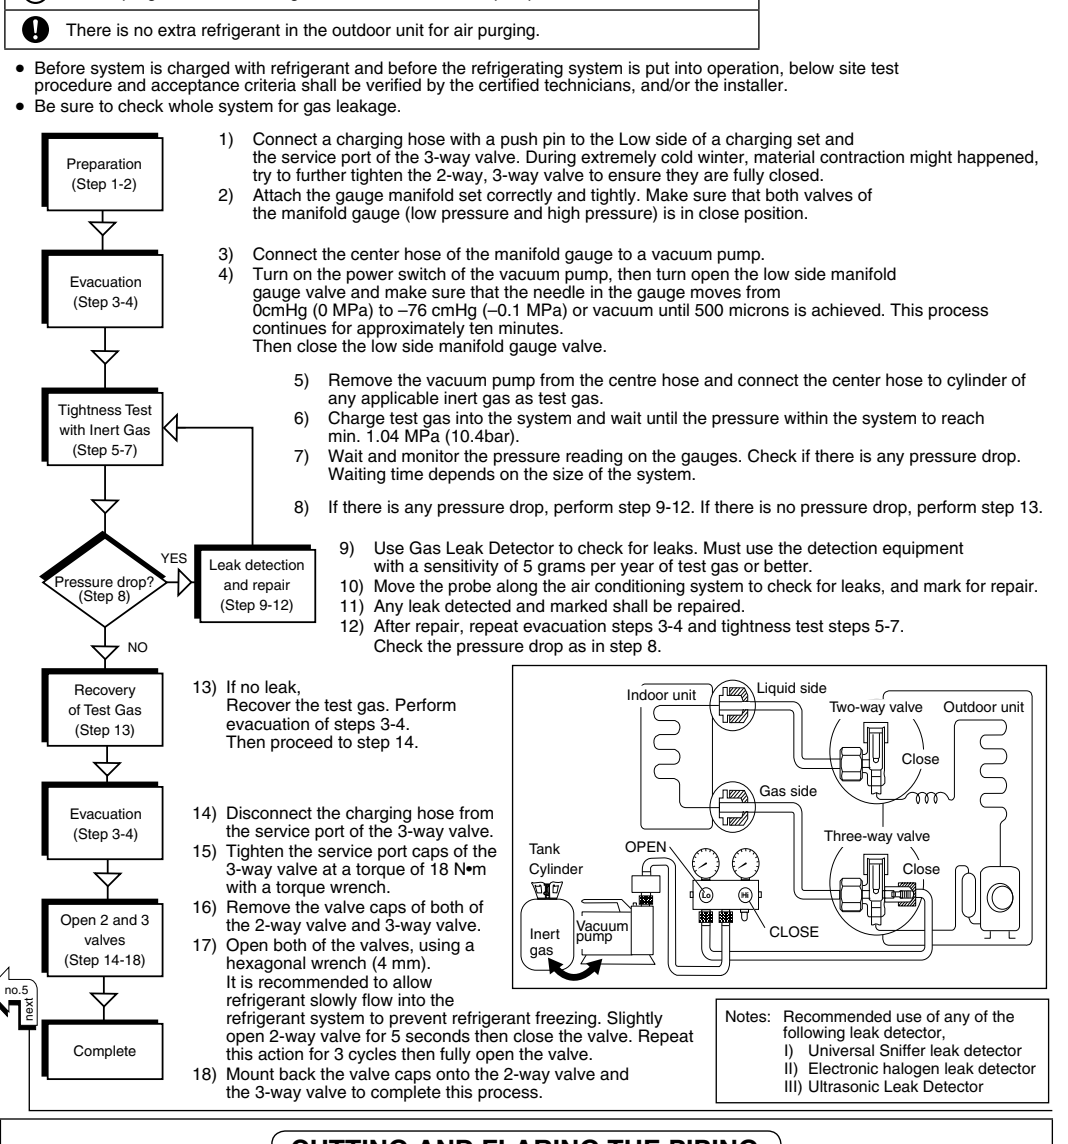 There is no extra refrigerant in the outdoor unit for air purging.
• Before system is charged with refrigerant and before the refrigerating system is put into operation, below site test
procedure and acceptance criteria shall be verified by the certified technicians, and/or the installer.
• Be sure to check whole system for gas leakage.
Preparation
(Step 1-2)
1) Connect a charging hose with a push pin to the Low side of a charging set and
the service port of the 3-way valve. During extremely cold winter, material contraction might happened,
try to further tighten the 2-way, 3-way valve to ensure they are fully closed.
2) Attach the gauge manifold set correctly and tightly. Make sure that both valves of
the manifold gauge (low pressure and high pressure) is in close position.
Evacuation
(Step 3-4)
3) Connect the center hose of the manifold gauge to a vacuum pump.
4) Turn on the power switch of the vacuum pump, then turn open the low side manifold
gauge valve and make sure that the needle in the gauge moves from
0cmHg (0 MPa) to –76 cmHg (–0.1 MPa) or vacuum until 500 microns is achieved. This process
continues for approximately ten minutes.
Then close the low side manifold gauge valve.
Tightness Test
with Inert Gas
(Step 5-7)
5) Remove the vacuum pump from the centre hose and connect the center hose to cylinder of
any applicable inert gas as test gas.
6) Charge test gas into the system and wait until the pressure within the system to reach
min. 1.04 MPa (10.4bar).
7) Wait and monitor the pressure reading on the gauges. Check if there is any pressure drop.
Waiting time depends on the size of the system.
8) If there is any pressure drop, perform step 9-12. If there is no pressure drop, perform step 13.
Pressure drop?
(Step 8)
YES
NO
Leak detection
and repair
(Step 9-12)
9) Use Gas Leak Detector to check for leaks. Must use the detection equipment
with a sensitivity of 5 grams per year of test gas or better.
10) Move the probe along the air conditioning system to check for leaks, and mark for repair.
11) Any leak detected and marked shall be repaired.
12) After repair, repeat evacuation steps 3-4 and tightness test steps 5-7.
Check the pressure drop as in step 8.
Recovery
of Test Gas
(Step 13)
13) If no leak,
Recover the test gas. Perform
evacuation of steps 3-4.
Then proceed to step 14.
Evacuation
(Step 3-4)
14) Disconnect the charging hose from
the service port of the 3-way valve.
15) Tighten the service port caps of the
3-way valve at a torque of 18 N•m
with a torque wrench.
16) Remove the valve caps of both of
the 2-way valve and 3-way valve.
Open 2 and 3
valves
(Step 14-18)
17) Open both of the valves, using a
hexagonal wrench (4 mm).
It is recommended to allow
refrigerant slowly flow into the
refrigerant system to prevent refrigerant freezing. Slightly
open 2-way valve for 5 seconds then close the valve. Repeat
this action for 3 cycles then fully open the valve.
18) Mount back the valve caps onto the 2-way valve and
the 3-way valve to complete this process.
no.5
next
Complete
Indoor unit
Liquid side
Two-way valve
Outdoor unit
Close
Gas side
Three-way valve
Close
Tank
Cylinder
OPEN
Lo
Hi
CLOSE
Inert
gas
Vacuum
pump
Notes: Recommended use of any of the
following leak detector,
I) Universal Sniffer leak detector
II) Electronic halogen leak detector
III) Ultrasonic Leak Detector
CUTTING AND FLARING THE PIPING